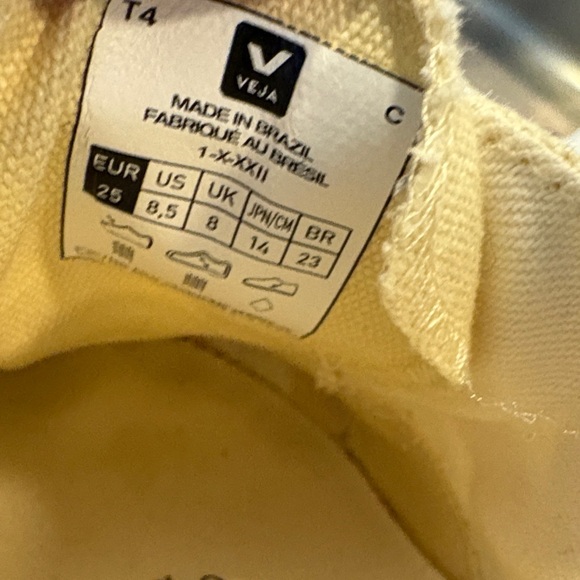 T4
VEJA
C
MADE IN BRAZIL
FABRIQUÉ AU BRÉSIL
1-X-XXII
EUR US UK JPN/CM BR
25 8,5 8 14 23